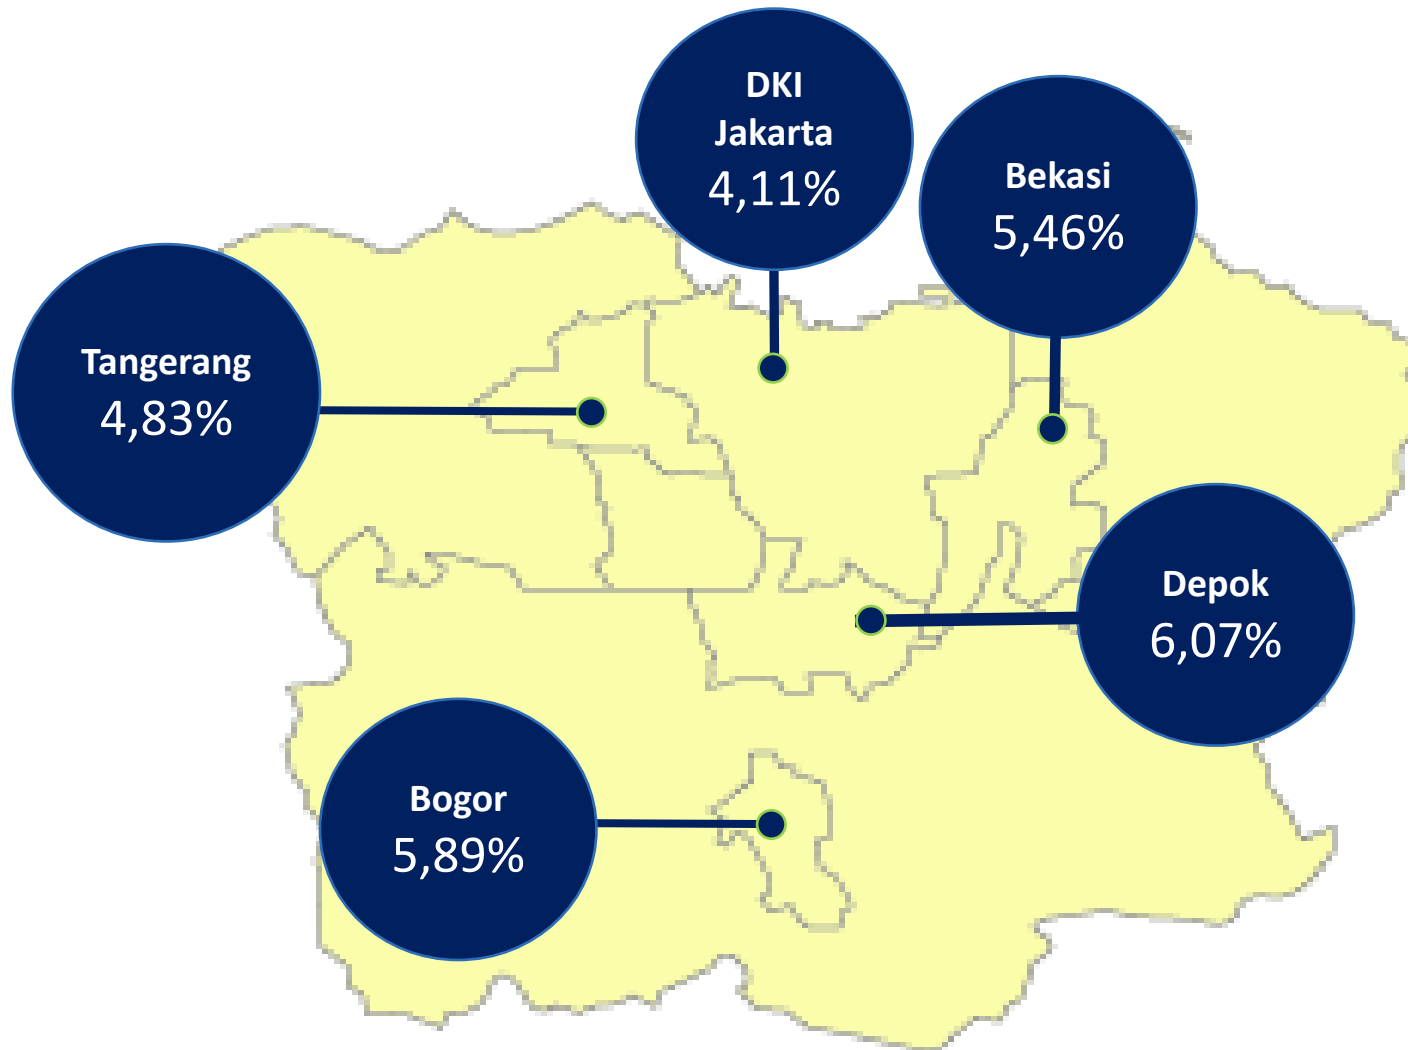 DKI
Jakarta
4,11%
Bekasi
5,46%
Tangerang
4,83%
Depok
6,07%
Bogor
5,89%